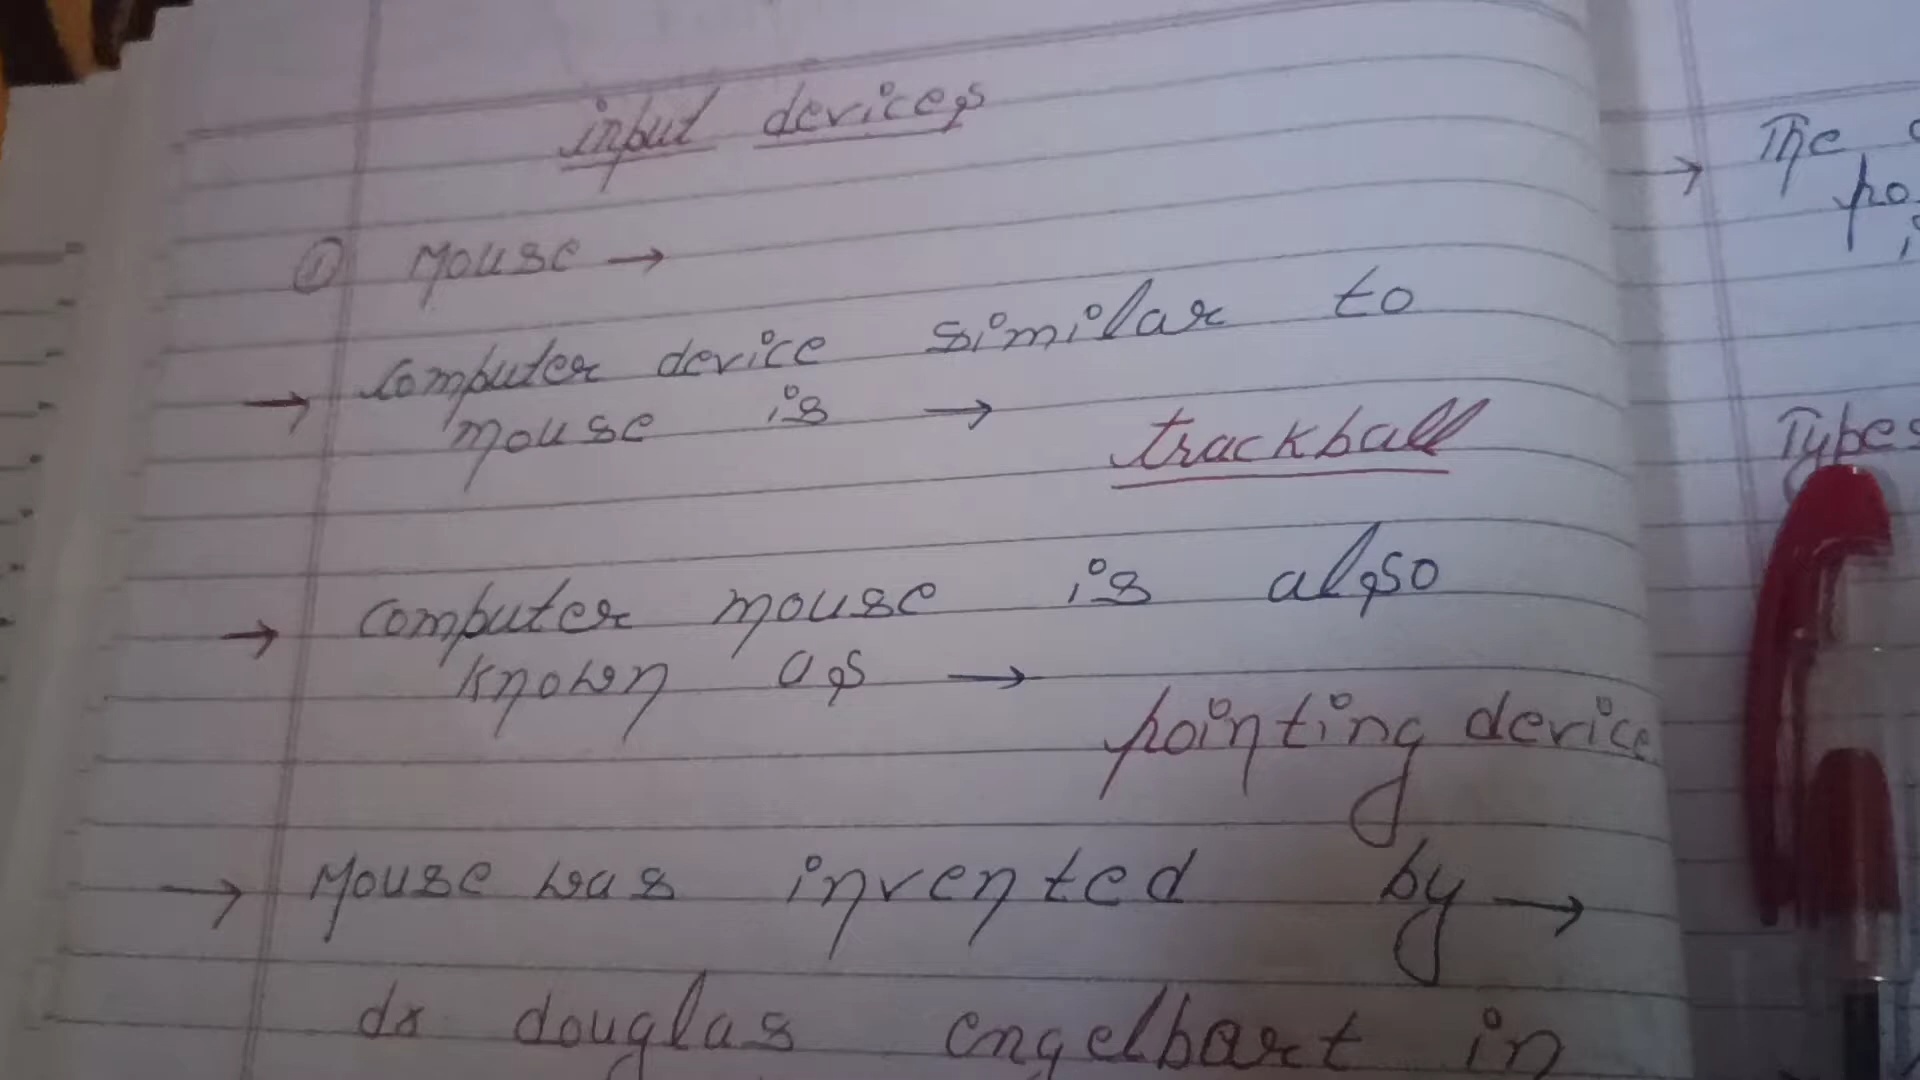 input devices
① Mouse →
→ computer device similar to
mouse is →
trackball
→ computer mouse is also
known as →
pointing device
→ Mouse was invented by →
dr douglas engelbart in
→ The
Types